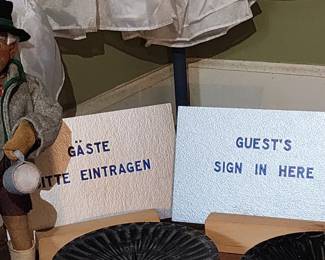 GÄSTE
ITTE EINTRAGEN
GUEST'S
SIGN IN HERE